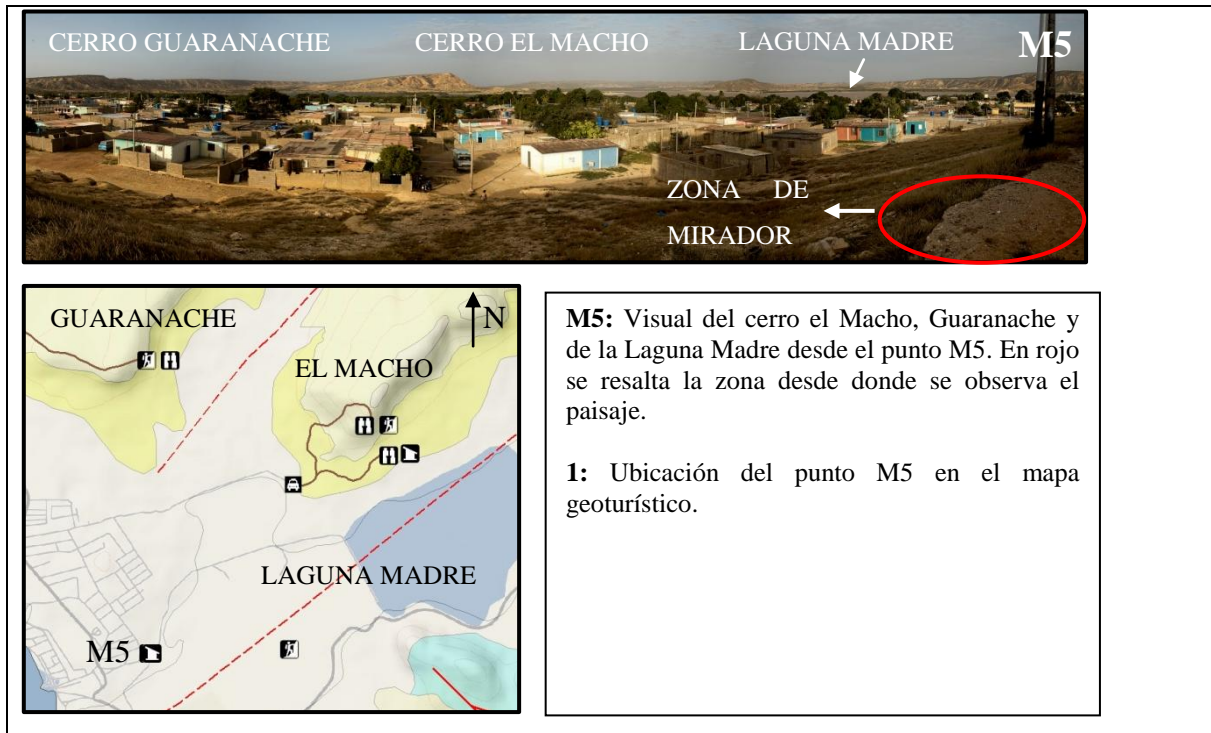 CERRO GUARANACHE CERRO EL MACHO LAGUNA MADRE M5
ZONA DE
MIRADOR
GUARANACHE
N
EL MACHO
LAGUNA MADRE
M5
M5: Visual del cerro el Macho, Guaranache y
de la Laguna Madre desde el punto M5. En rojo
se resalta la zona desde donde se observa el
paisaje.
1: Ubicación del punto M5 en el mapa
geoturístico.